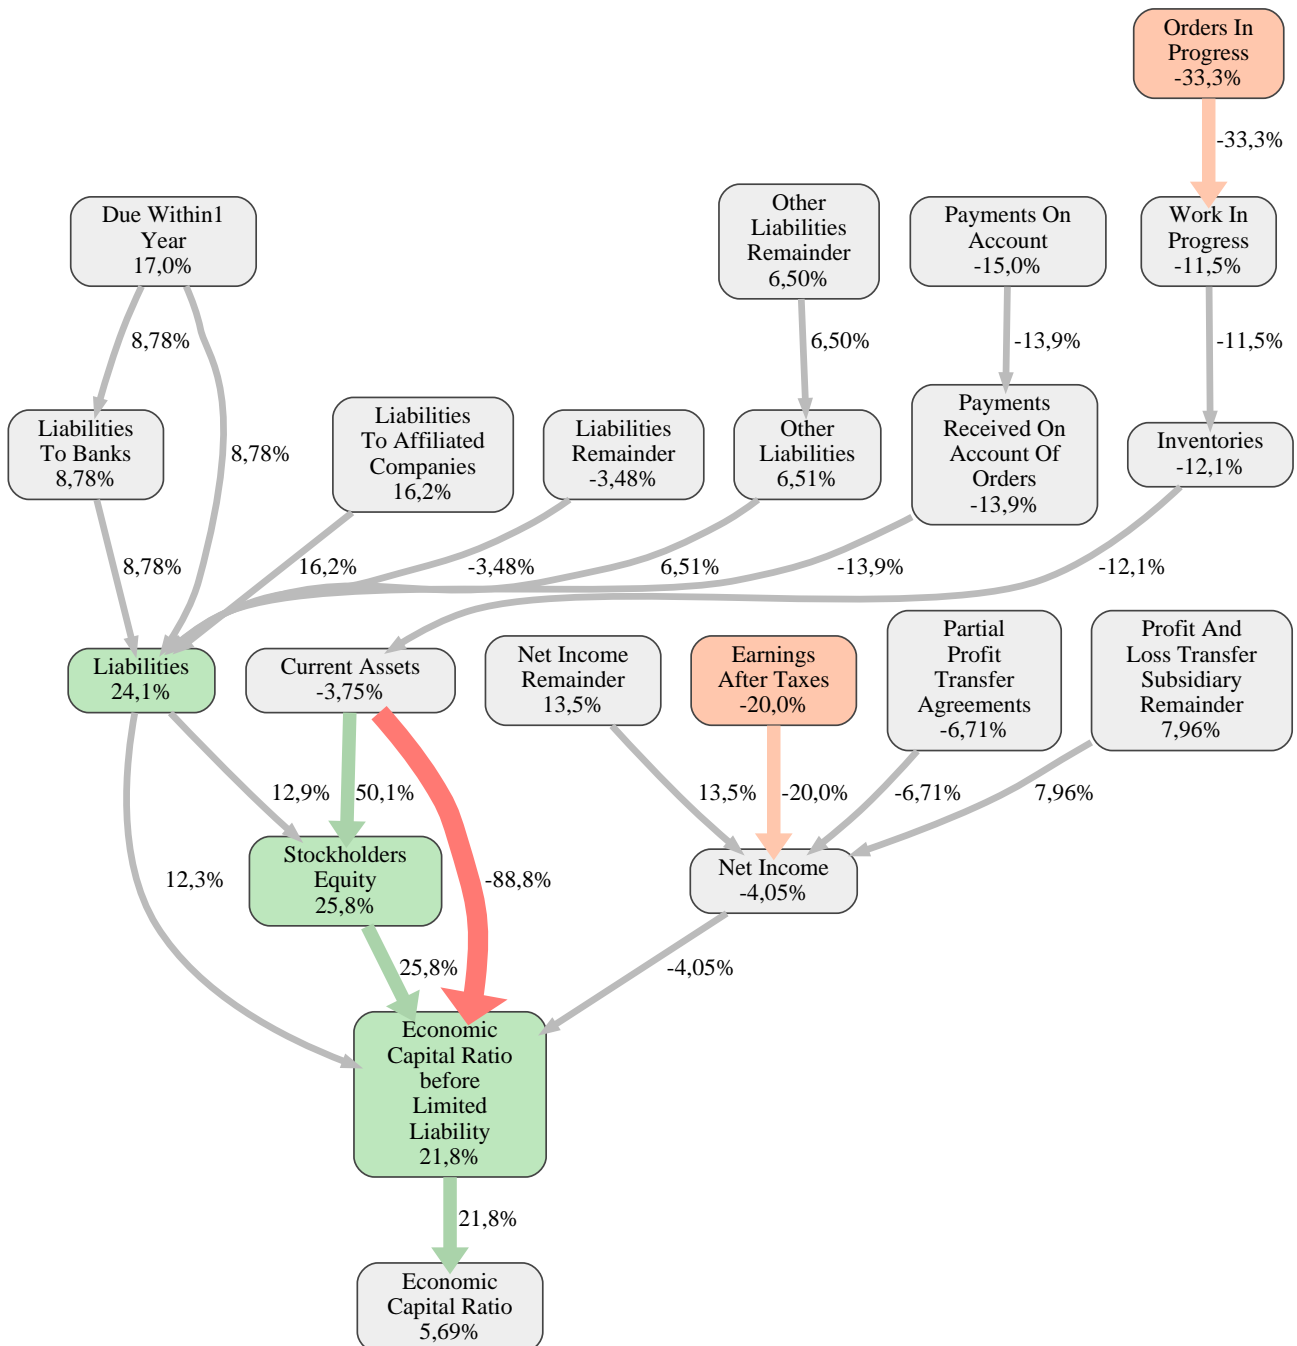 Orders In
Progress
-33,3%
-33,3%
Due Within1
Year
17,0%
Other
Liabilities
Remainder
6,50%
Payments On
Account
-15,0%
Work In
Progress
-11,5%
8,78%
6,50%
-13,9%
-11,5%
Liabilities
To Banks
8,78%
8,78%
Liabilities
To Affiliated
Companies
16,2%
Liabilities
Remainder
-3,48%
Other
Liabilities
6,51%
Payments
Received On
Account Of
Orders
-13,9%
Inventories
-12,1%
8,78%
16,2%
-3,48%
6,51%
-13,9%
-12,1%
Liabilities
24,1%
Current Assets
-3,75%
Net Income
Remainder
13,5%
Earnings
After Taxes
-20,0%
Partial
Profit
Transfer
Agreements
-6,71%
Profit And
Loss Transfer
Subsidiary
Remainder
7,96%
12,9%
50,1%
13,5%
-20,0%
-6,71%
7,96%
Stockholders
Equity
25,8%
12,3%
-88,8%
Net Income
-4,05%
25,8%
-4,05%
Economic
Capital Ratio
before
Limited
Liability
21,8%
21,8%
Economic
Capital Ratio
5,69%